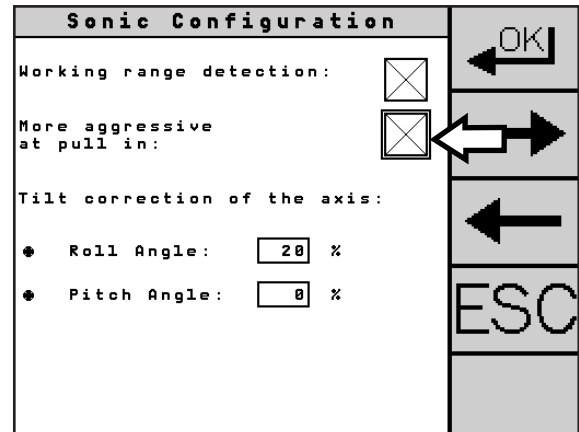 Sonic Configuration
OK
Working range detection:
More aggressive
at pull in:
Tilt correction of the axis:
Roll Angle: 20 %
Pitch Angle: 0 %
ESC